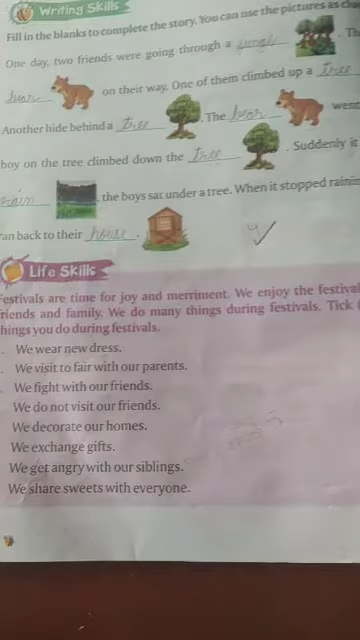 Writing Skills
Fill in the blanks to complete the story. You can use the pictures as
One day, two friends were going through a jungle. Th
bear on their way. One of them climbed up a tree
Another hide behind a tree. The bear went
boy on the tree climbed down the tree. Suddenly it
rain, the boys sat under a tree. When it stopped rainin
an back to their house.
Life Skills
Festivals are time for joy and merriment. We enjoy the festival
friends and family. We do many things during festivals. Tick
things you do during festivals.
We wear new dress.
We visit to fair with our parents.
We fight with our friends.
We do not visit our friends.
We decorate our homes.
We exchange gifts.
We get angry with our siblings.
We share sweets with everyone.